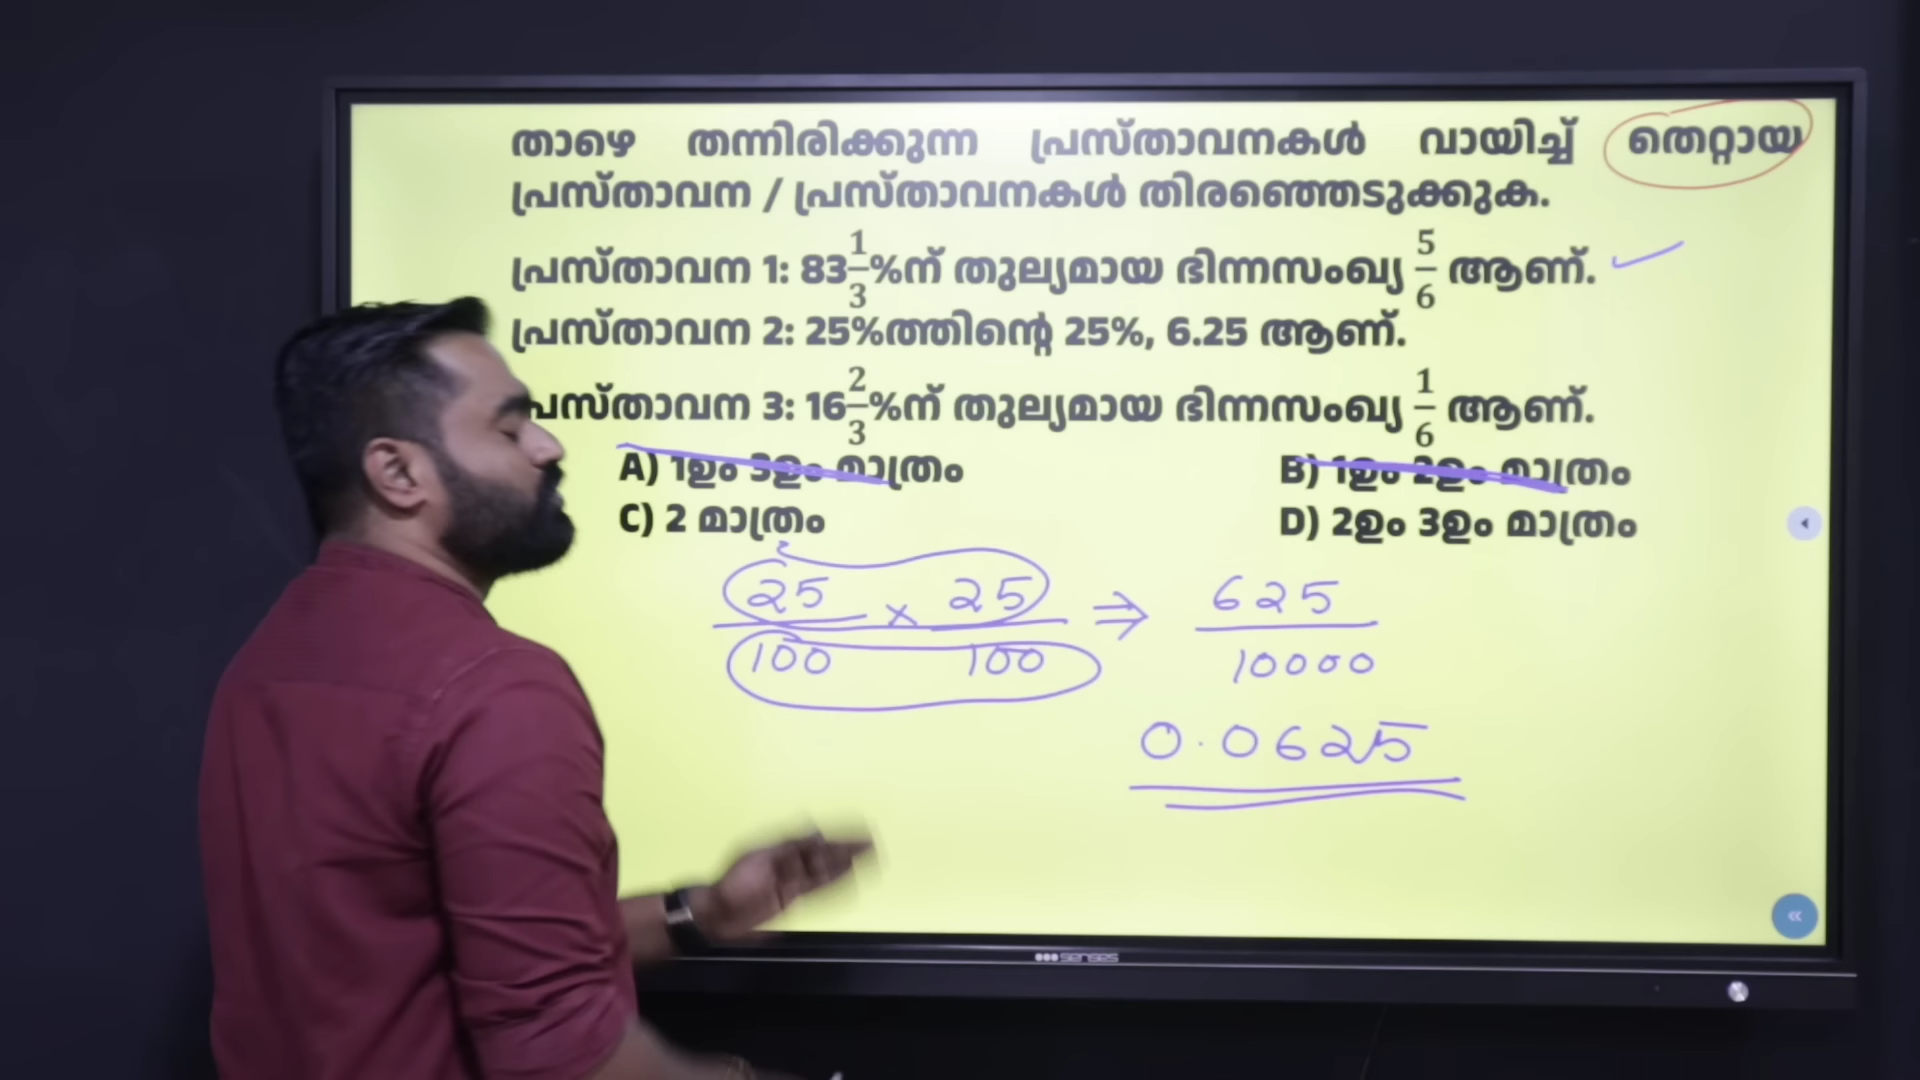 താഴെ തന്നിരിക്കുന്ന പ്രസ്താവനകൾ വായിച്ച് തെറ്റായ
പ്രസ്താവന / പ്രസ്താവനകൾ തിരഞ്ഞെടുക്കുക.
പ്രസ്താവന 1: 83 1/3 %ന് തുല്യമായ ഭിന്നസംഖ്യ 5/6 ആണ്.
പ്രസ്താവന 2: 25%ത്തിന്റെ 25%, 6.25 ആണ്.
പ്രസ്താവന 3: 16 2/3 %ന് തുല്യമായ ഭിന്നസംഖ്യ 1/6 ആണ്.
A) 1ഉം 3ഉം മാത്രം B) 1ഉം 2ഉം മാത്രം
C) 2 മാത്രം D) 2ഉം 3ഉം മാത്രം
25/100 × 25/100 ⇒ 625/10000
0.0625
senses